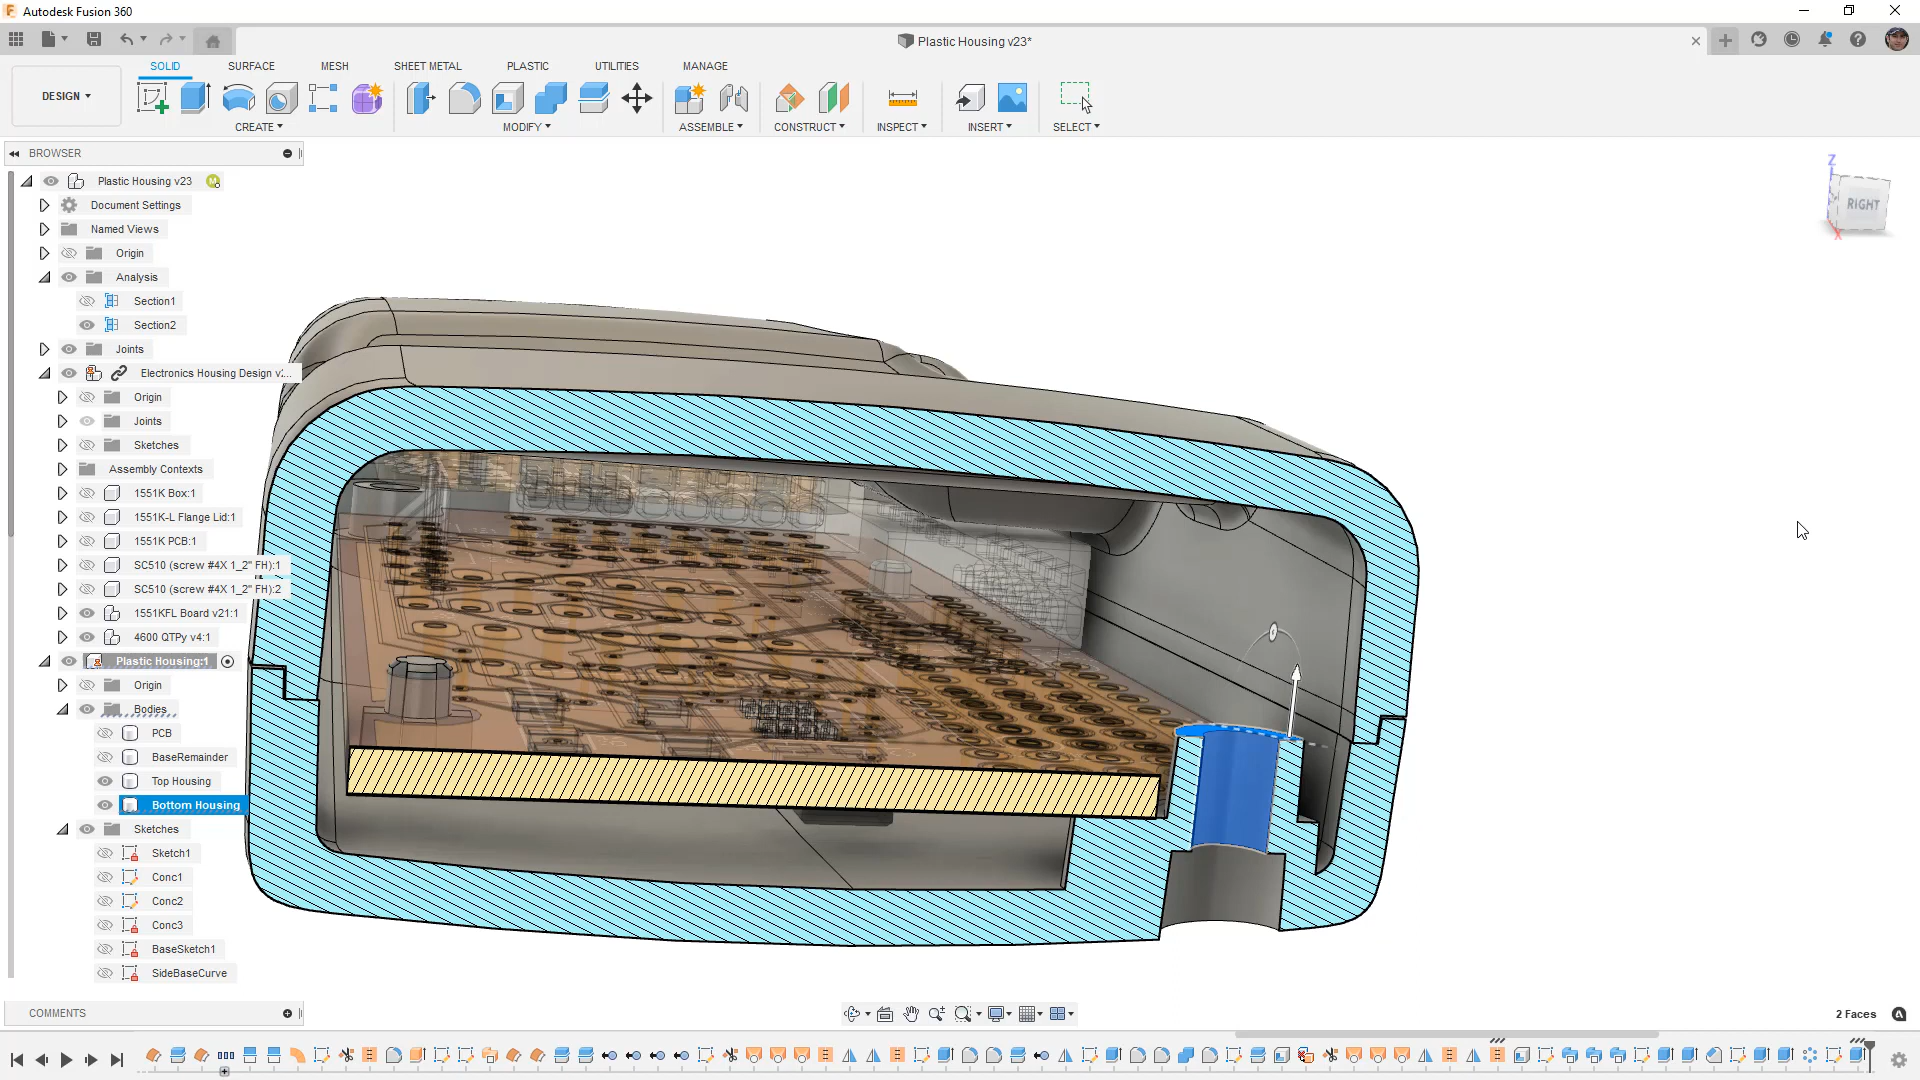 Autodesk Fusion 360
Plastic Housing v23*
SOLID SURFACE MESH SHEET METAL PLASTIC UTILITIES MANAGE
DESIGN
CREATE MODIFY ASSEMBLE CONSTRUCT INSPECT INSERT SELECT
BROWSER
Plastic Housing v23
Document Settings
Named Views
Origin
Analysis
Section1
Section2
Joints
Electronics Housing Design v2...
Origin
Joints
Sketches
Assembly Contexts
1551K Box:1
1551K-L Flange Lid:1
1551K PCB:1
SC510 (screw #4X 1_2" FH):1
SC510 (screw #4X 1_2" FH):2
1551KFL Board v21:1
4600 QTPy v4:1
Plastic Housing:1
Origin
Bodies
PCB
BaseRemainder
Top Housing
Bottom Housing
Sketches
Sketch1
Conc1
Conc2
Conc3
BaseSketch1
SideBaseCurve
Z
RIGHT
X
COMMENTS
2 Faces